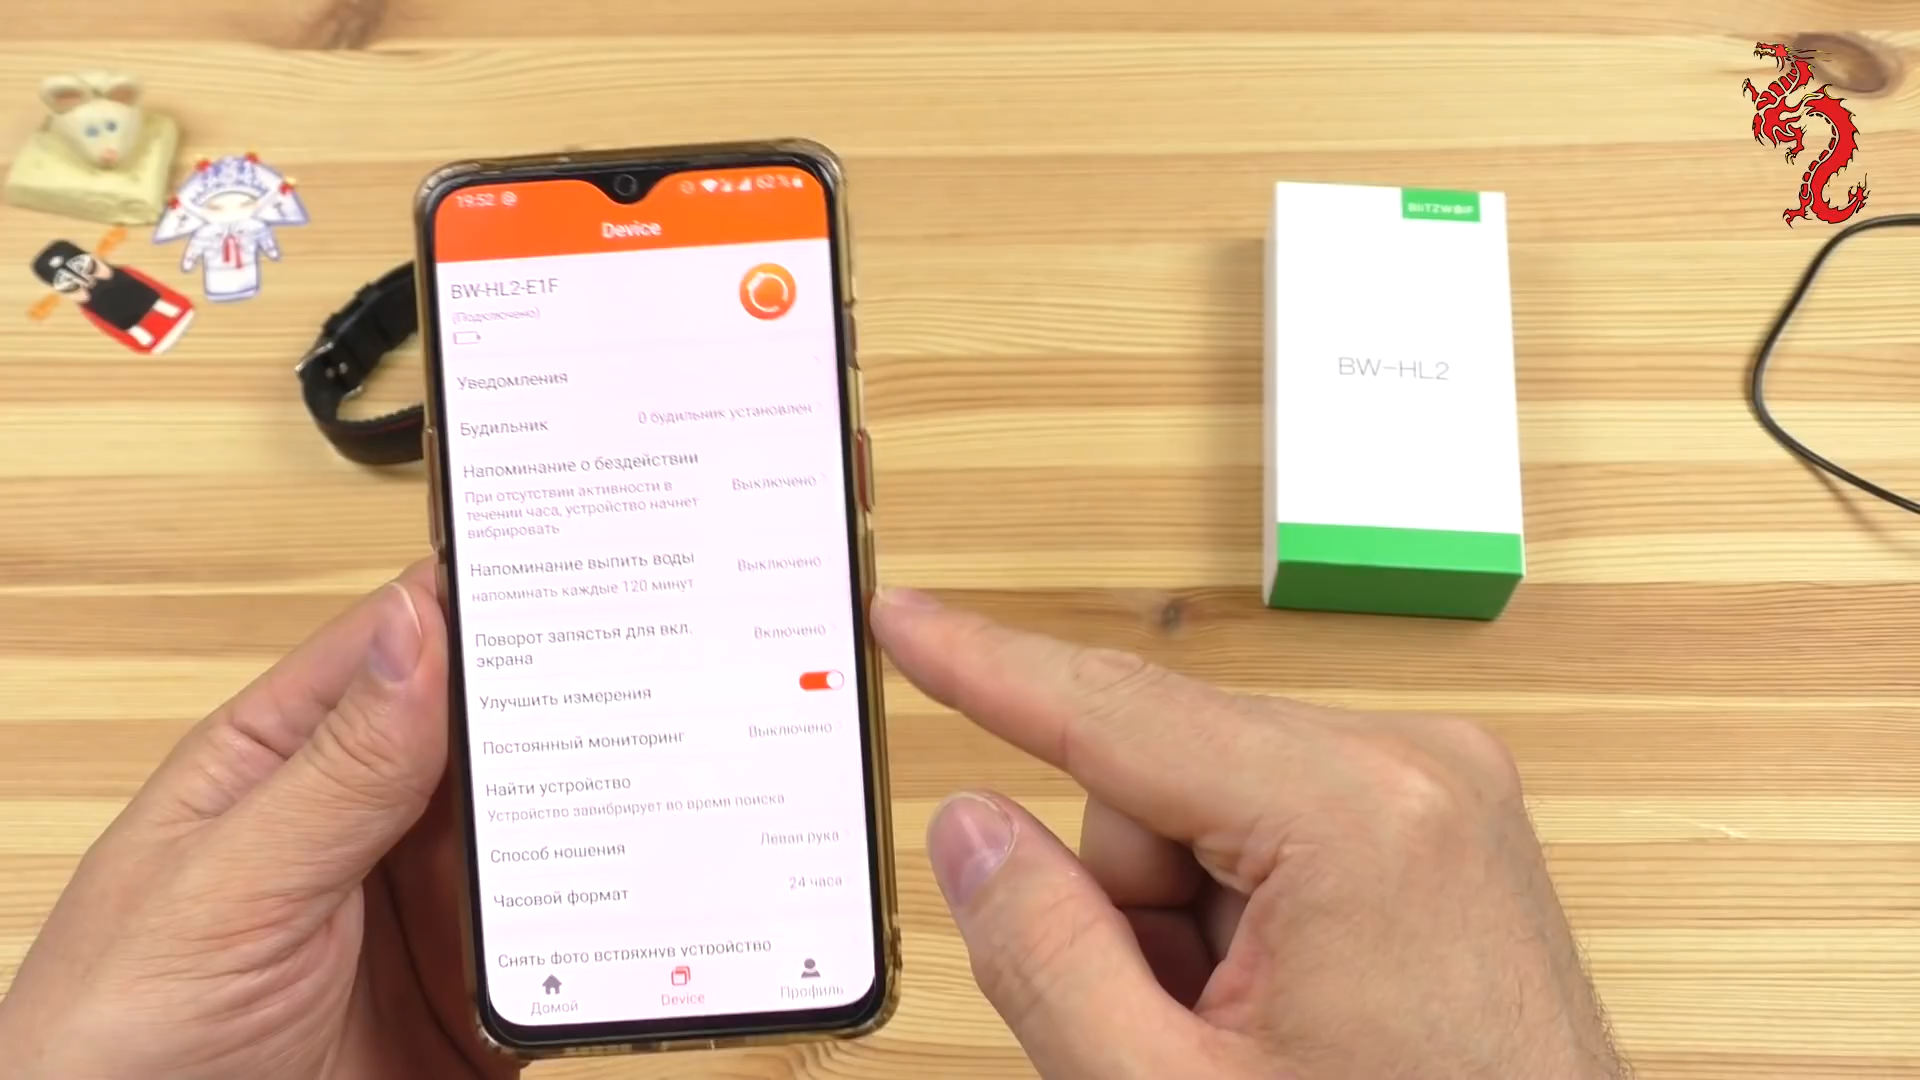 19:52
62 %
Device
BW-HL2-E1F
(Подключено)
Уведомления
Будильник
0 будильник установлен
Напоминание о бездействии
При отсутствии активности в
течении часа, устройство начнет
вибрировать
Выключено
Напоминание выпить воды
напоминать каждые 120 минут
Выключено
Поворот запястья для вкл.
экрана
Включено
Улучшить измерения
Постоянный мониторинг
Выключено
Найти устройство
Устройство завибрирует во время поиска
Способ ношения
Левая рука
Часовой формат
24 часа
Снять фото встряхнув устройство
Домой
Device
Профиль
BLITZWOLF
BW-HL2